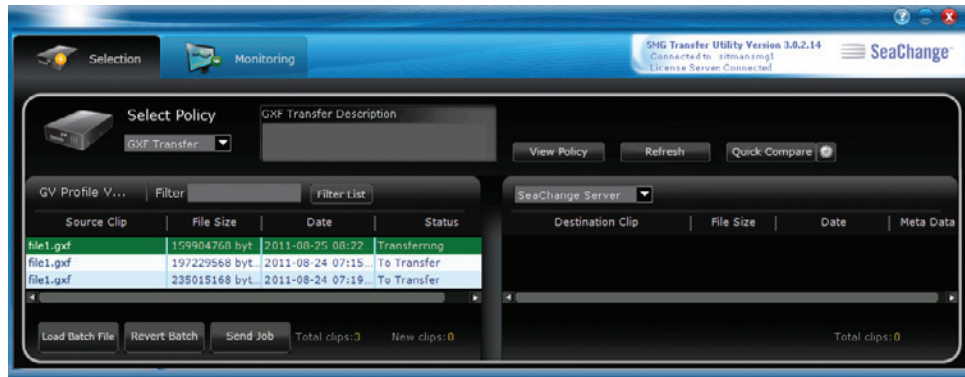 Selection
Monitoring
SMG Transfer Utility Version 3.0.2.14
Connected to sitmansmg1
License Server: Connected
SeaChange
Select Policy
GXF Transfer
GXF Transfer Description
View Policy
Refresh
Quick Compare
GV Profile V...
Filter
Filter List
SeaChange Server
Source Clip File Size Date Status
Destination Clip File Size Date Meta Data
file1.gxf 159904768 byt... 2011-08-25 08:22... Transferring
file1.gxf 197229568 byt... 2011-08-24 07:15... To Transfer
file1.gxf 235015168 byt... 2011-08-24 07:19... To Transfer
Load Batch File
Revert Batch
Send Job
Total clips:3
New clips:0
Total clips:0